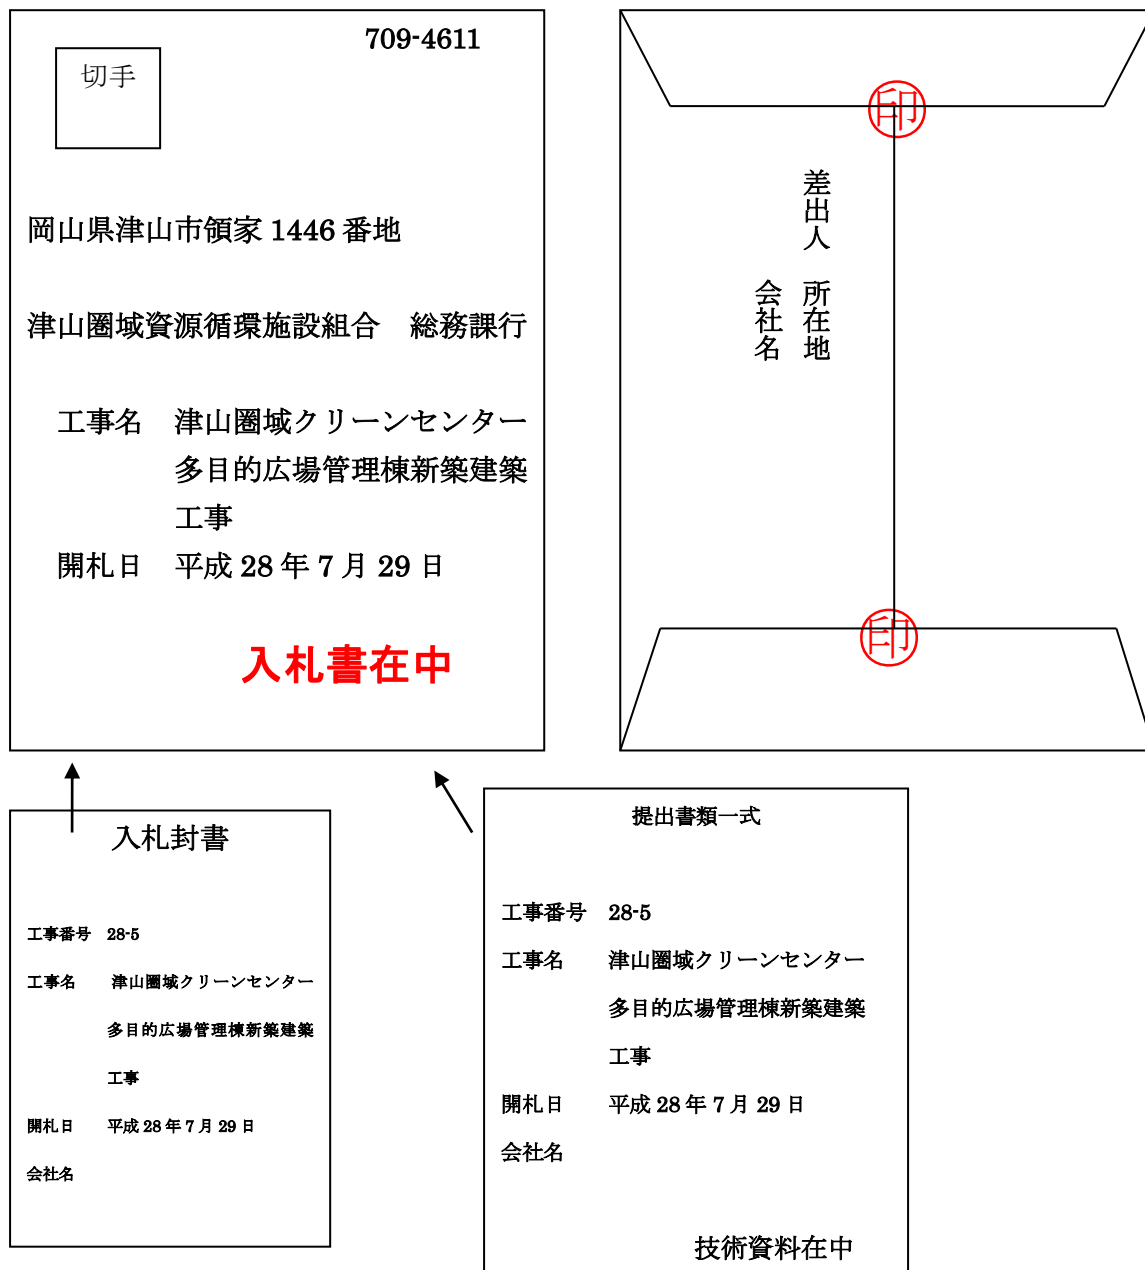 709-4611
切手
岡山県津山市領家 1446 番地
津山圏域資源循環施設組合　総務課行
工事名　津山圏域クリーンセンター
多目的広場管理棟新築建築
工事
開札日　平成 28 年 7 月 29 日
入札書在中
印
差出人　所在地
会社名
印
入札封書
工事番号　28-5
工事名　津山圏域クリーンセンター
多目的広場管理棟新築建築
工事
開札日　平成 28 年 7 月 29 日
会社名
提出書類一式
工事番号　28-5
工事名　津山圏域クリーンセンター
多目的広場管理棟新築建築
工事
開札日　平成 28 年 7 月 29 日
会社名
技術資料在中